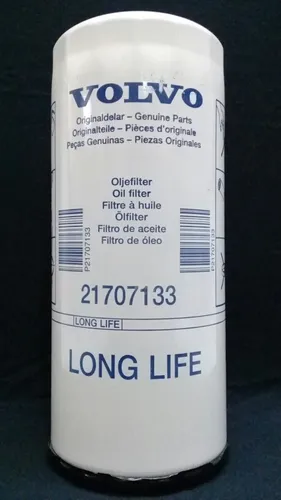 VOLVO
Originaldelar – Genuine Parts
Originalteile – Pièces d'origine
Peças Genuinas – Piezas Originales
Oljefilter
Oil filter
Filtre à huile
Ölfilter
Filtro de aceite
Filtro de óleo
P21707133
P21707133
21707133
LONG LIFE
LONG LIFE